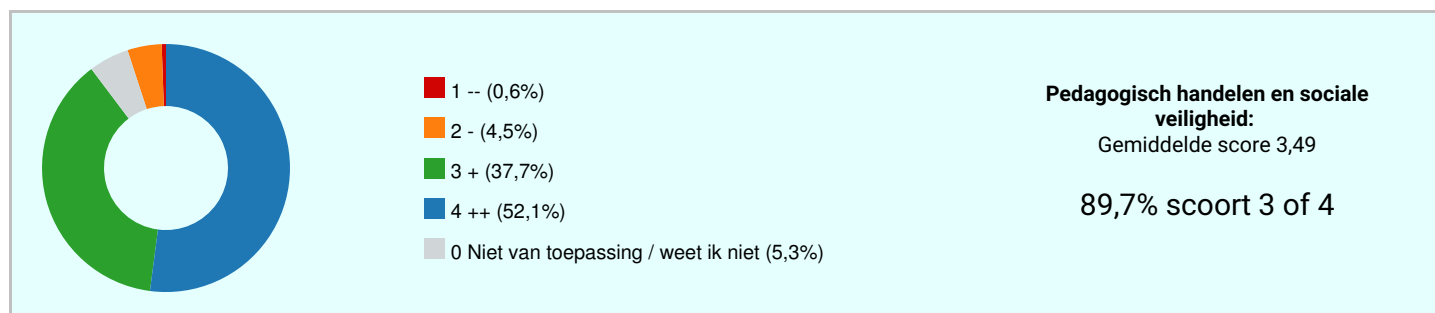 1 -- (0,6%)
2 - (4,5%)
3 + (37,7%)
4 ++ (52,1%)
0 Niet van toepassing / weet ik niet (5,3%)
Pedagogisch handelen en sociale
veiligheid:
Gemiddelde score 3,49
89,7% scoort 3 of 4